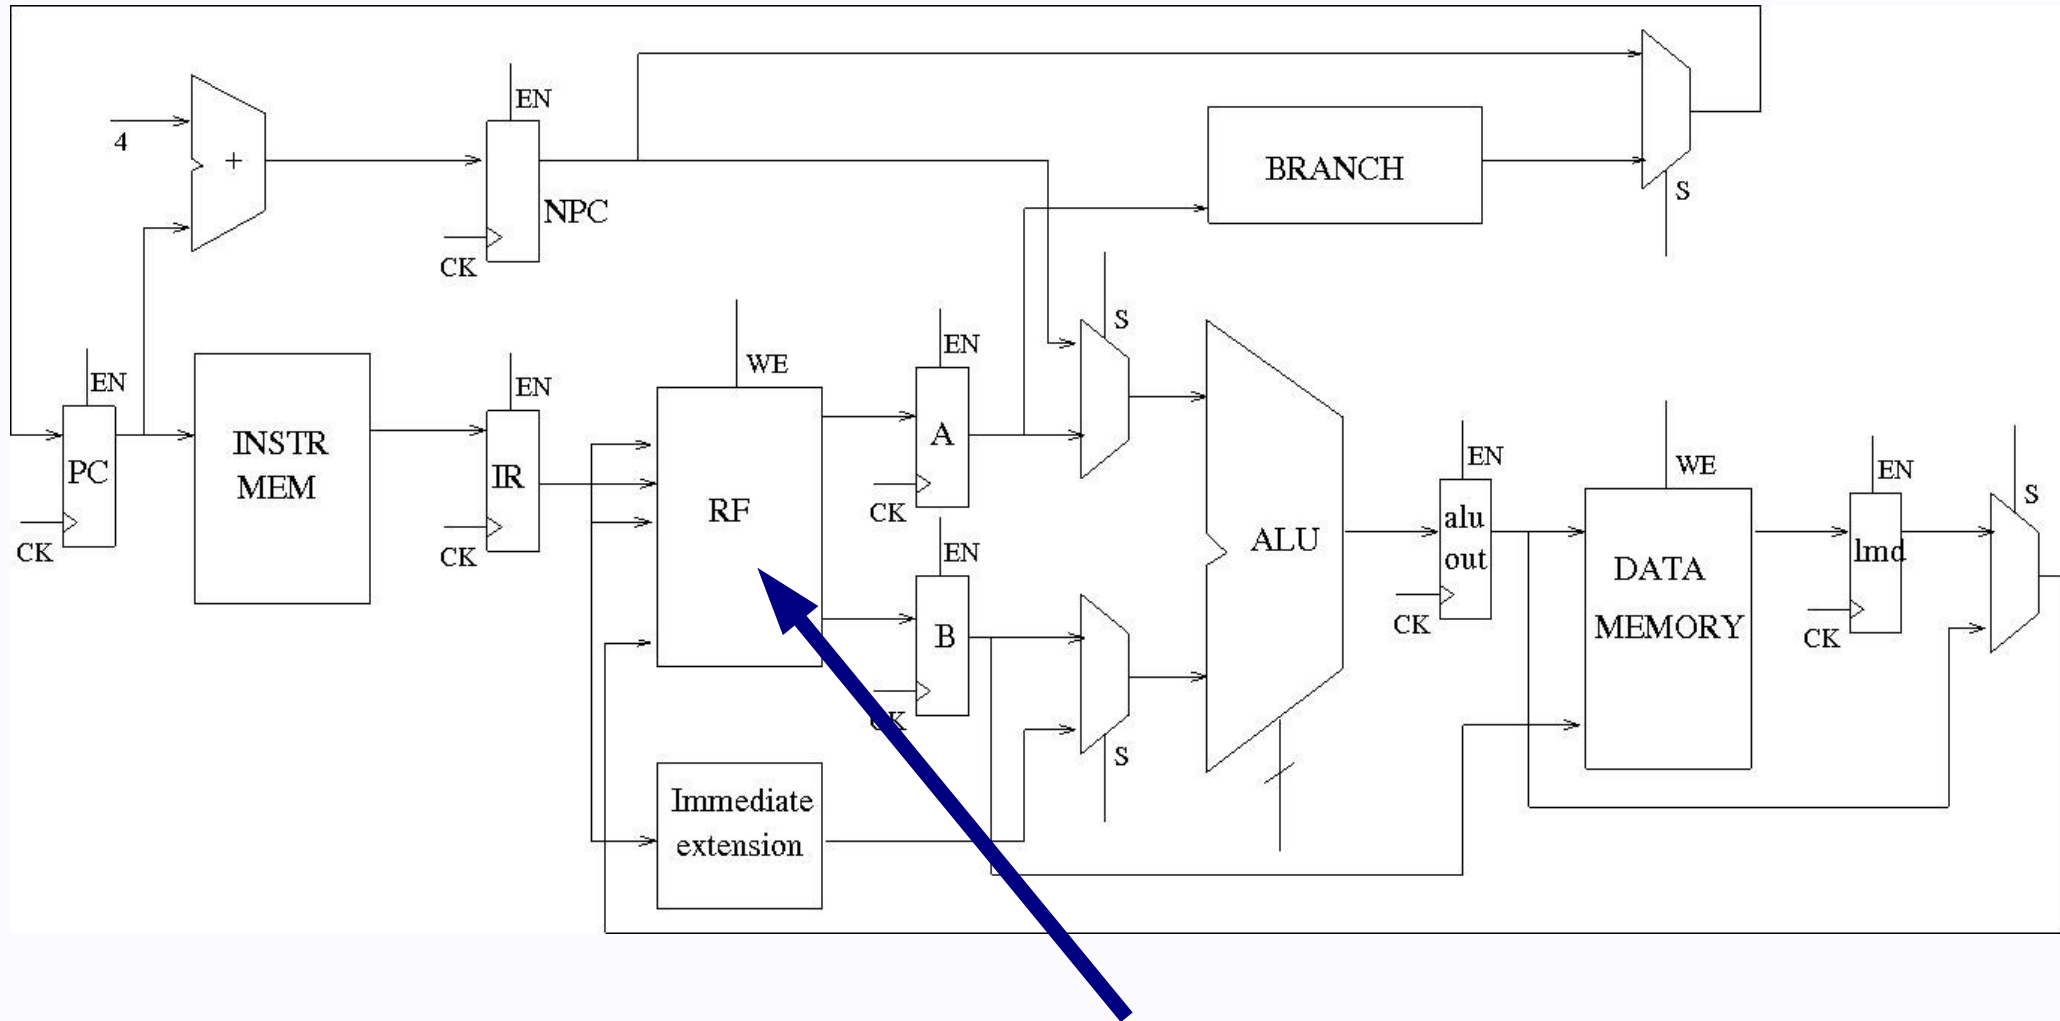 EN
4
+
BRANCH
NPC
S
CK
S
EN
WE
EN
EN
INSTR
MEM
PC
CK
EN
IR
CK
RF
A
CK
EN
B
CK
ALU
EN
alu
out
CK
WE
DATA
MEMORY
EN
lmd
CK
S
S
Immediate
extension